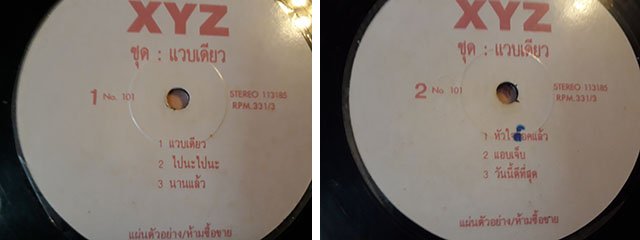 XYZ
ชุด : แวบเดียว
1 No. 101
STEREO 113185
RPM.331/3
1 แวบเดียว
2 ไปนะไปนะ
3 นานแล้ว
แผ่นตัวอย่าง/ห้ามซื้อขาย
XYZ
ชุด : แวบเดียว
2 No. 101
STEREO 113185
RPM.331/3
1 หัวใจ
2 แอบเจ็บ
3 วันนี้ดีที่สุด
แผ่นตัวอย่าง/ห้ามซื้อขาย